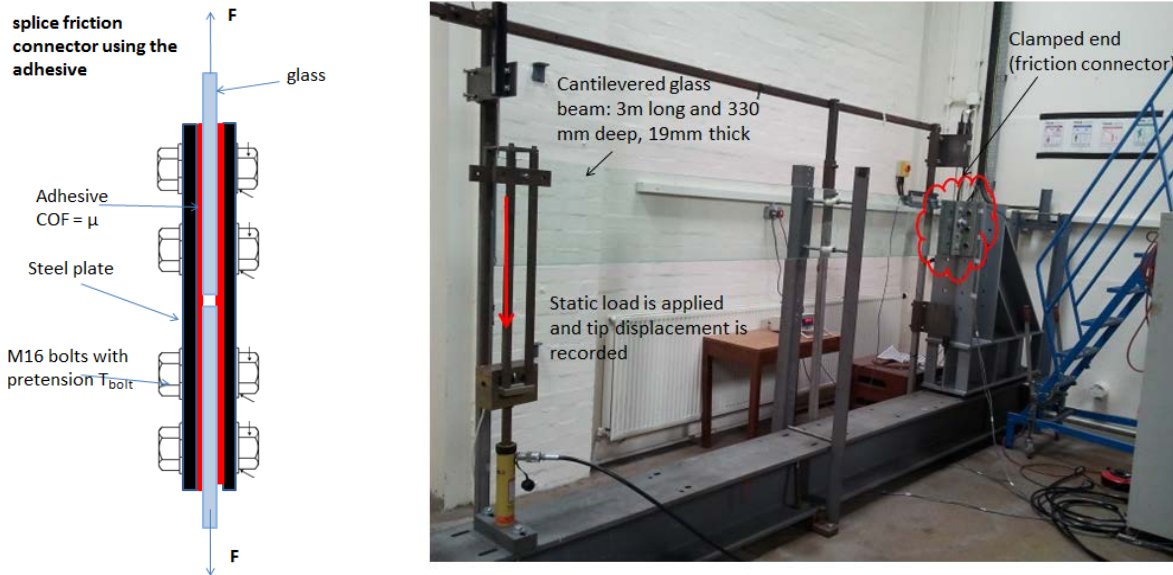 splice friction
connector using the
adhesive
F
glass
Adhesive
COF = μ
Steel plate
M16 bolts with
pretension Tbolt
F
Cantilevered glass
beam: 3m long and 330
mm deep, 19mm thick
Clamped end
(friction connector)
Static load is applied
and tip displacement is
recorded